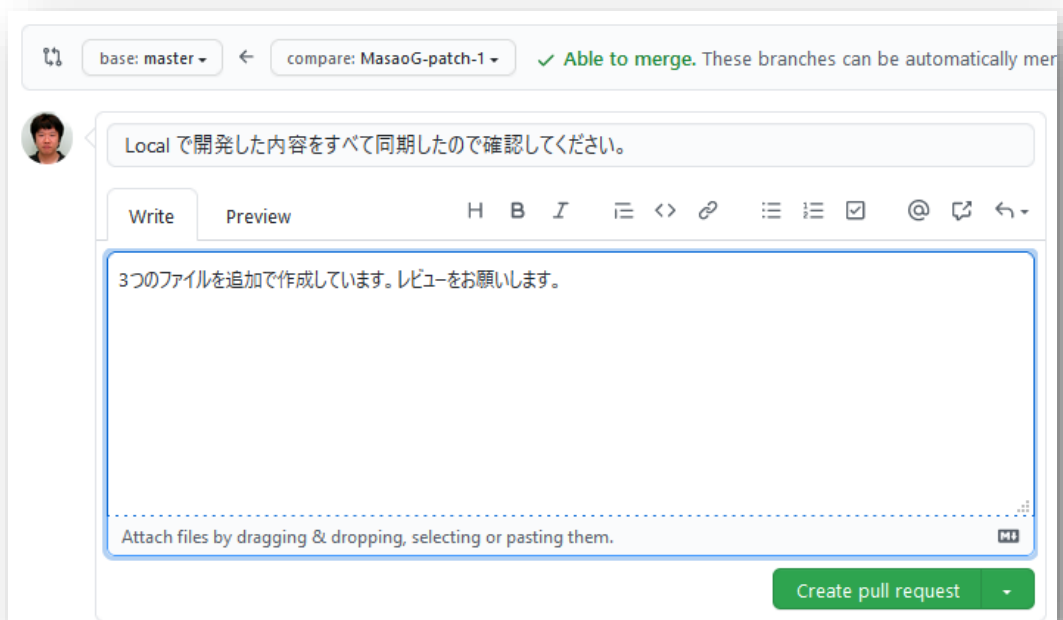 base: master ← compare: MasaoG-patch-1 ✓ Able to merge. These branches can be automatically mer
Local で開発した内容をすべて同期したので確認してください。
Write Preview H B I @
3つのファイルを追加で作成しています。レビューをお願いします。
Attach files by dragging & dropping, selecting or pasting them.
Create pull request